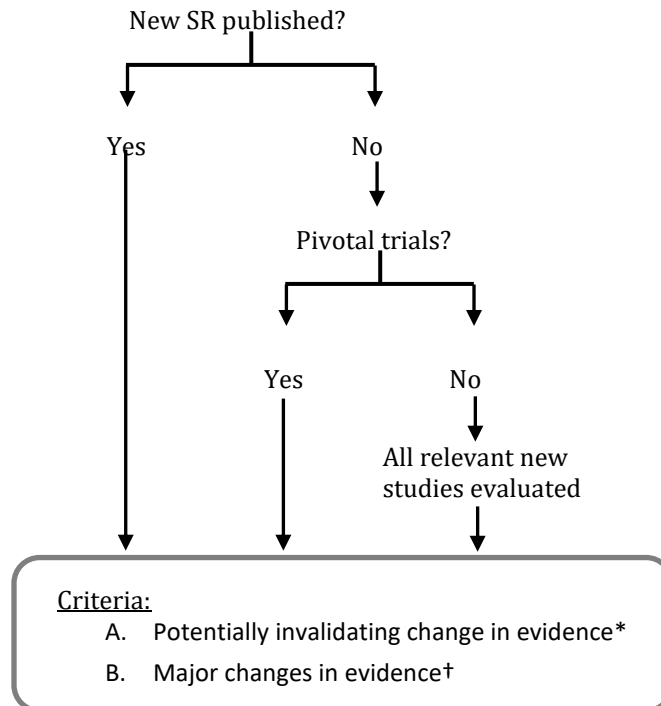 New SR published?
Yes
No
Pivotal trials?
Yes
No
All relevant new
studies evaluated
Criteria:
A. Potentially invalidating change in evidence*
B. Major changes in evidence†